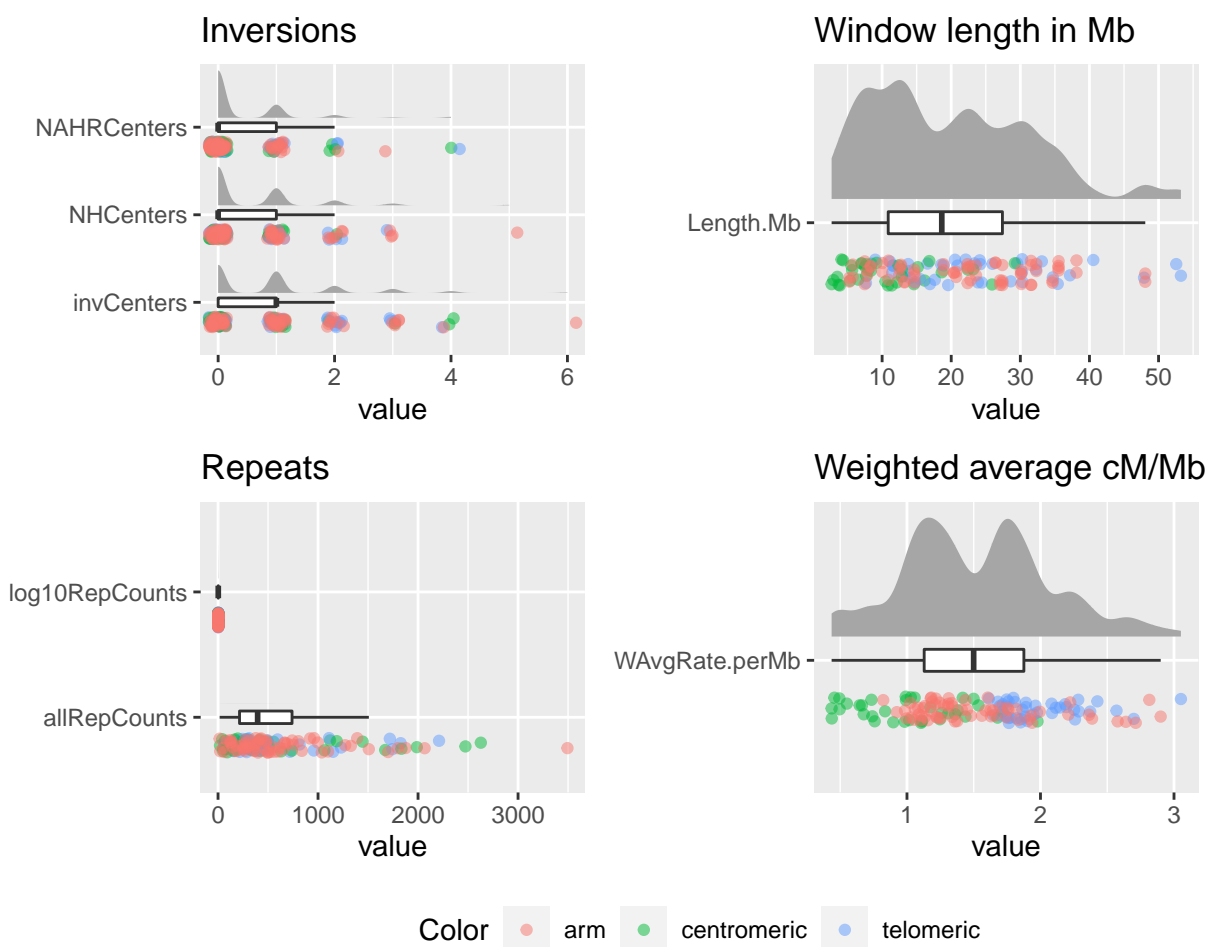 Inversions
NAHRCenters
NHCenters
invCenters
0 2 4 6
value
Window length in Mb
Length.Mb
10 20 30 40 50
value
Repeats
log10RepCounts
allRepCounts
0 1000 2000 3000
value
Weighted average cM/Mb
WAvgRate.perMb
1 2 3
value
Color arm centromeric telomeric